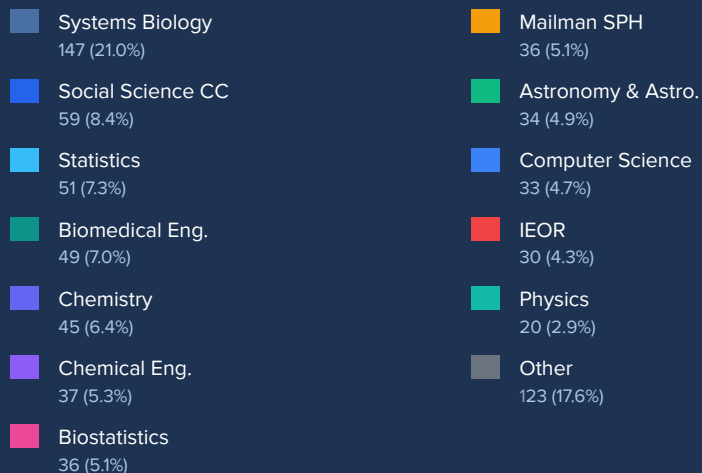 Systems Biology
147 (21.0%)
Social Science CC
59 (8.4%)
Statistics
51 (7.3%)
Biomedical Eng.
49 (7.0%)
Chemistry
45 (6.4%)
Chemical Eng.
37 (5.3%)
Biostatistics
36 (5.1%)
Mailman SPH
36 (5.1%)
Astronomy & Astro.
34 (4.9%)
Computer Science
33 (4.7%)
IEOR
30 (4.3%)
Physics
20 (2.9%)
Other
123 (17.6%)